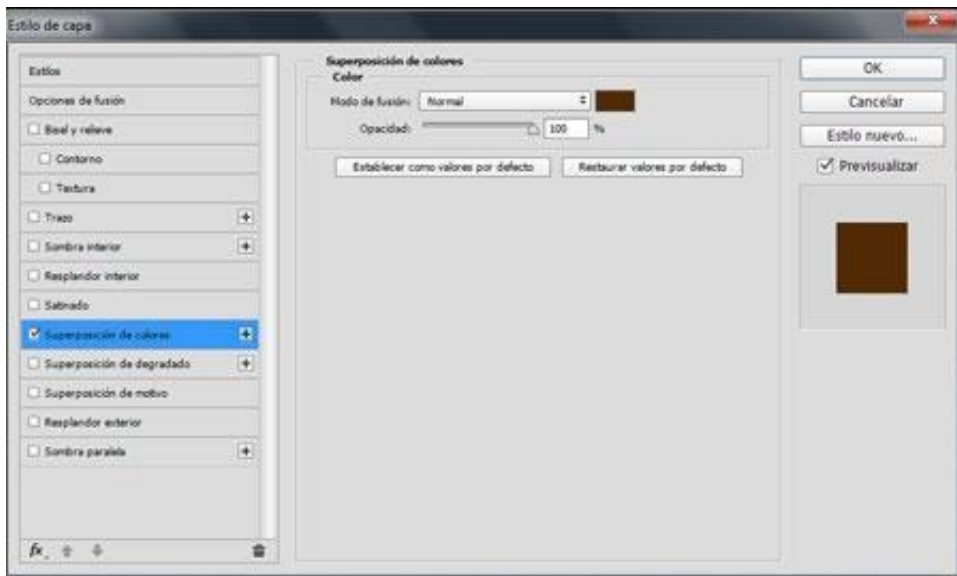 Estilo de capa
Estilos
Opciones de fusión
Bisel y relieve
Contorno
Textura
Trazo
Sombra interior
Resplandor interior
Satinado
Superposición de colores
Superposición de degradado
Superposición de motivo
Resplandor exterior
Sombra paralela
fx
Superposición de colores
Color
Modo de fusión: Normal
Opacidad: 100 %
Establecer como valores por defecto
Restaurar valores por defecto
OK
Cancelar
Estilo nuevo...
Previsualizar